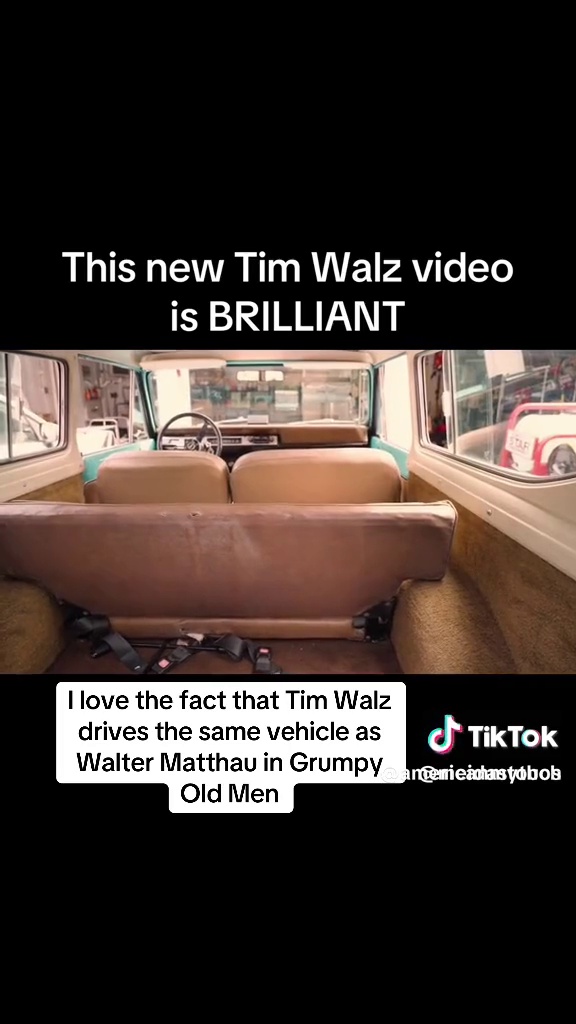 This new Tim Walz video
is BRILLIANT
I love the fact that Tim Walz
drives the same vehicle as
Walter Matthau in Grumpy
Old Men
TikTok